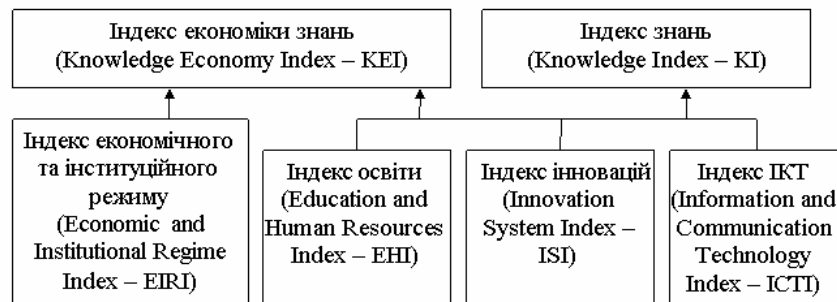 Індекс економіки знань
(Knowledge Economy Index – KEI)
Індекс знань
(Knowledge Index – KI)
Індекс економічного
та інституційного
режиму
(Economic and
Institutional Regime
Index – EIRI)
Індекс освіти
(Education and
Human Resources
Index – EHI)
Індекс інновацій
(Innovation
System Index –
ISI)
Індекс ІКТ
(Information and
Communication
Technology
Index – ICTI)